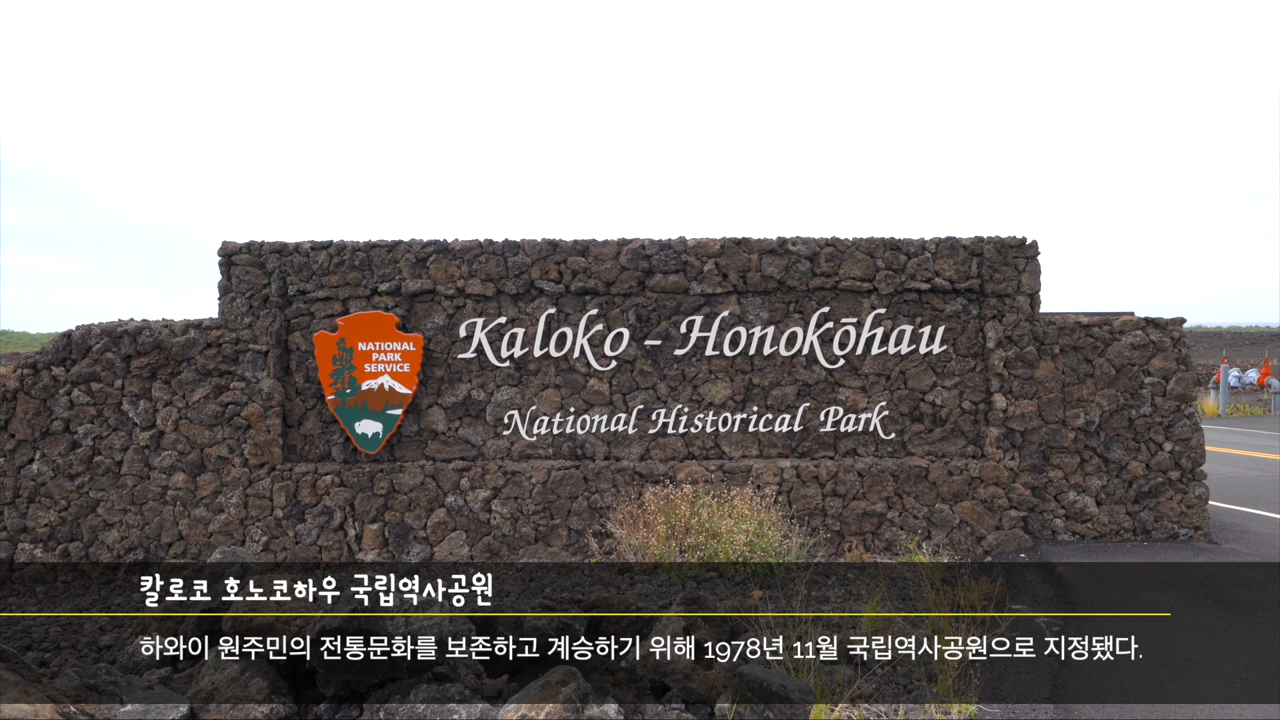 NATIONAL
PARK
SERVICE
Kaloko - Honokōhau
National Historical Park
칼로코 호노코하우 국립역사공원
하와이 원주민의 전통문화를 보존하고 계승하기 위해 1978년 11월 국립역사공원으로 지정됐다.